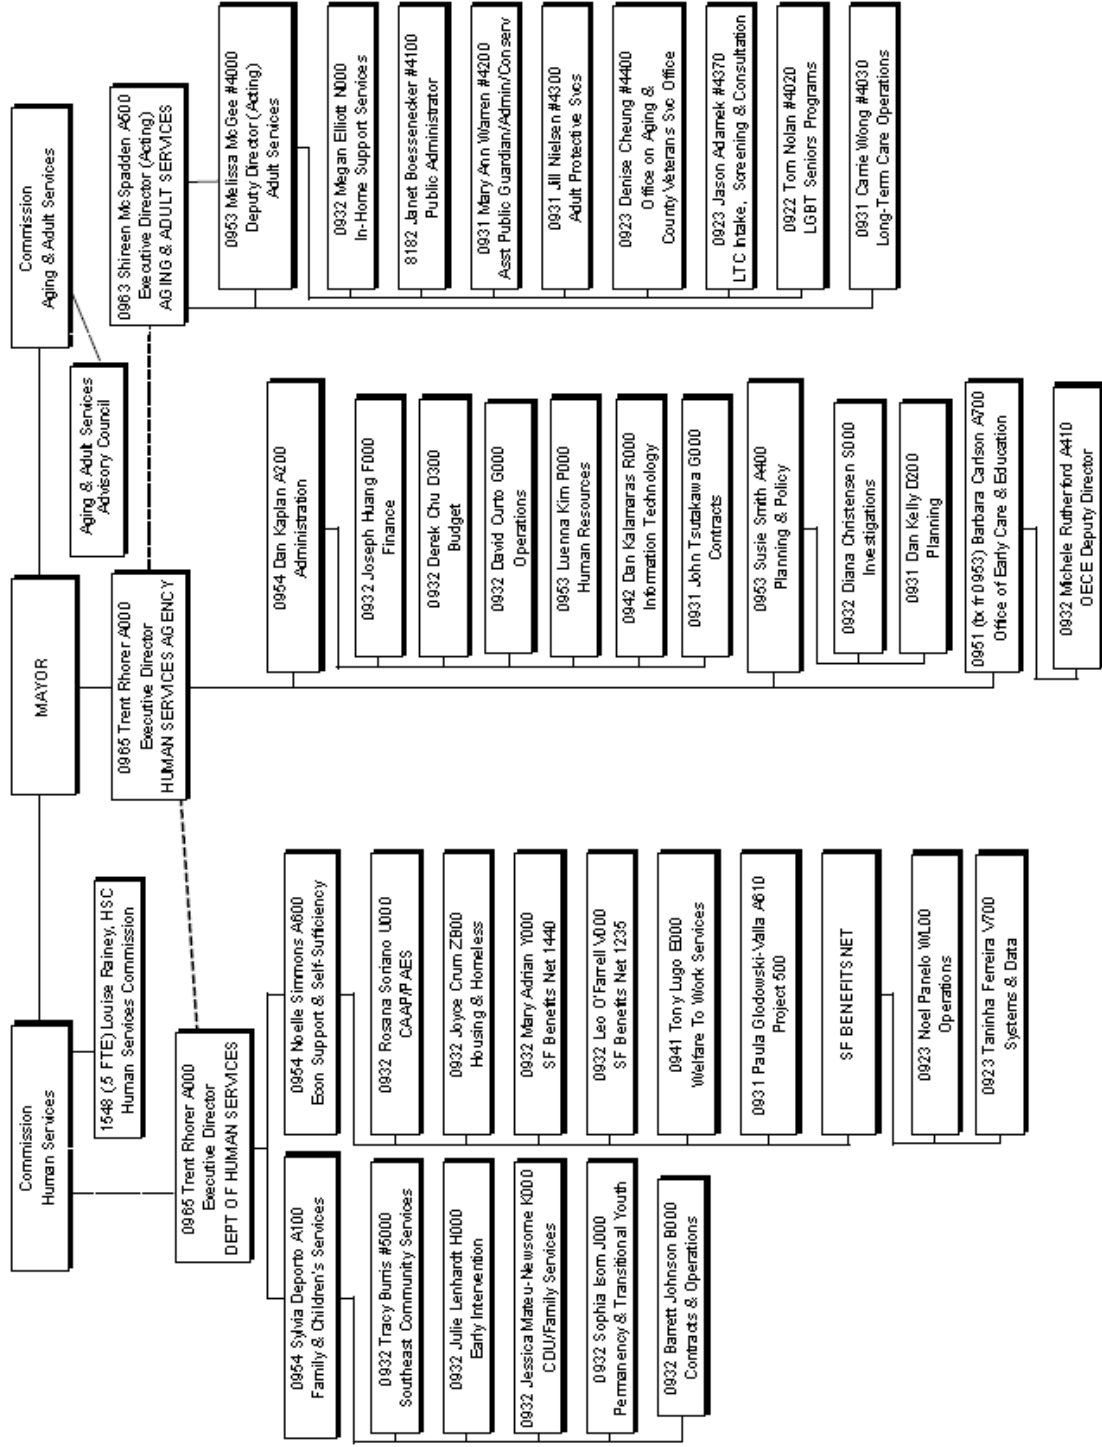 Commission
Human Services
MAYOR
Commission
Aging & Adult Services
1548 (.5 FTE) Louise Rainey, HSC
Human Services Commission
Aging & Adult Services
Advisory Council
0965 Trent Rhorer A000
Executive Director
DEPT OF HUMAN SERVICES
0965 Trent Rhorer A000
Executive Director
HUMAN SERVICES AGENCY
0963 Shireen McSpadden A500
Executive Director (Acting)
AGING & ADULT SERVICES
0954 Sylvia Deporto A100
Family & Children's Services
0932 Tracy Burris #5000
Southeast Community Services
0932 Julie Lenhardt H000
Early Intervention
0932 Jessica Mateu-Newsome K000
CDU/Family Services
0932 Sophia Isom J000
Permanency & Transitional Youth
0932 Barrett Johnson B000
Contracts & Operations
0954 Noelle Simmons A600
Econ Support & Self-Sufficiency
0932 Rosana Soriano U000
CAAP/PAES
0932 Joyce Crum ZB00
Housing & Homeless
0932 Mary Adrian Y000
SF Benefits Net 1440
0932 Leo O'Farrell V000
SF Benefits Net 1235
0941 Tony Lugo E000
Welfare To Work Services
0931 Paula Glodowski-Valla A610
Project 500
SF BENEFITS NET
0923 Noel Panelo WL00
Operations
0923 Taninha Ferreira V700
Systems & Data
0954 Dan Kaplan A200
Administration
0932 Joseph Huang F000
Finance
0932 Derek Chu D300
Budget
0932 David Curto G000
Operations
0953 Luenna Kim P000
Human Resources
0942 Dan Kalamaras R000
Information Technology
0931 John Tsutakawa G000
Contracts
0953 Susie Smith A400
Planning & Policy
0932 Diana Christensen S000
Investigations
0931 Dan Kelly D200
Planning
0951 (tx fr 0953) Barbara Carlson A700
Office of Early Care & Education
0932 Michele Rutherford A410
OECE Deputy Director
0953 Melissa McGee #4000
Deputy Director (Acting)
Adult Services
0932 Megan Elliott N000
In-Home Support Services
8182 Janet Boessenecker #4100
Public Administrator
0931 Mary Ann Warren #4200
Asst Public Guardian/Admin/Conserv
0931 Jill Nielsen #4300
Adult Protective Svcs
0923 Denise Cheung #4400
Office on Aging &
County Veterans Svc Office
0923 Jason Adamek #4370
LTC Intake, Screening & Consultation
0922 Tom Nolan #4020
LGBT Seniors Programs
0931 Carrie Wong #4030
Long-Term Care Operations